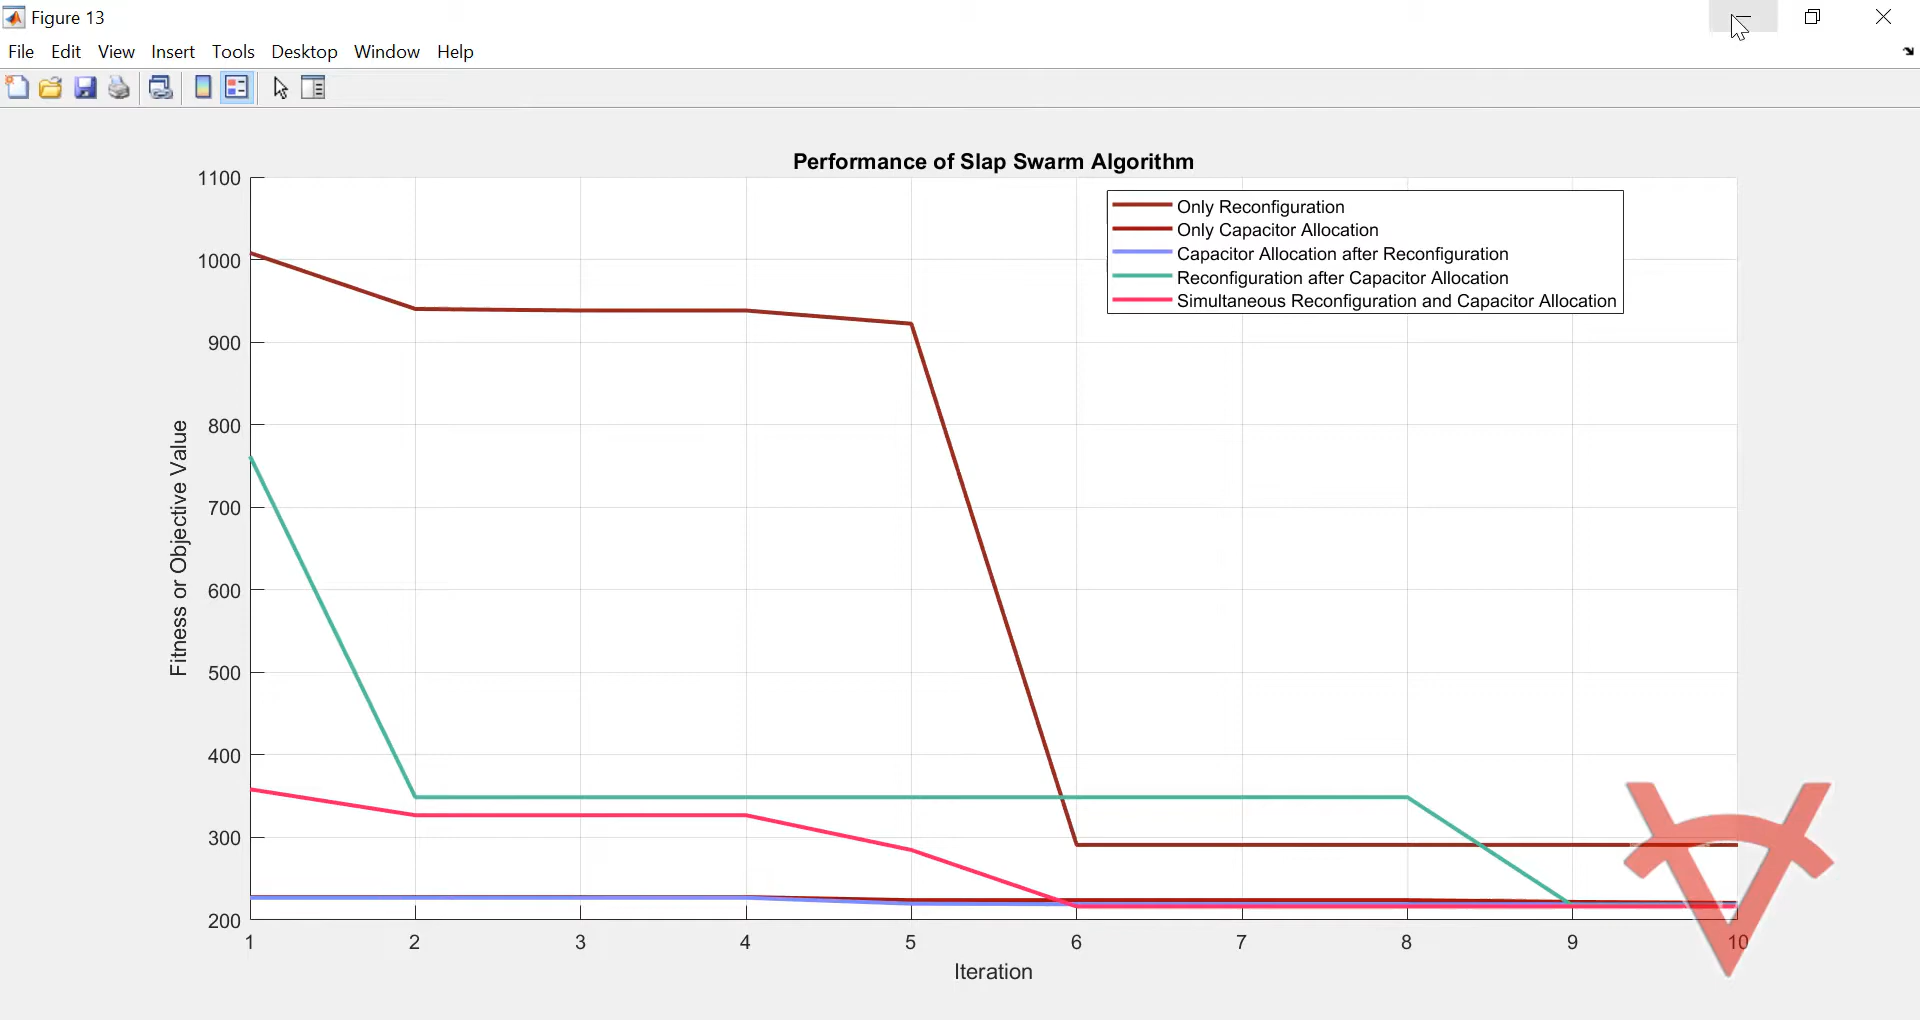 Figure 13
File Edit View Insert Tools Desktop Window Help
Performance of Slap Swarm Algorithm
Only Reconfiguration
Only Capacitor Allocation
Capacitor Allocation after Reconfiguration
Reconfiguration after Capacitor Allocation
Simultaneous Reconfiguration and Capacitor Allocation
1100
1000
900
800
700
600
500
400
300
200
Fitness or Objective Value
1 2 3 4 5 6 7 8 9 10
Iteration